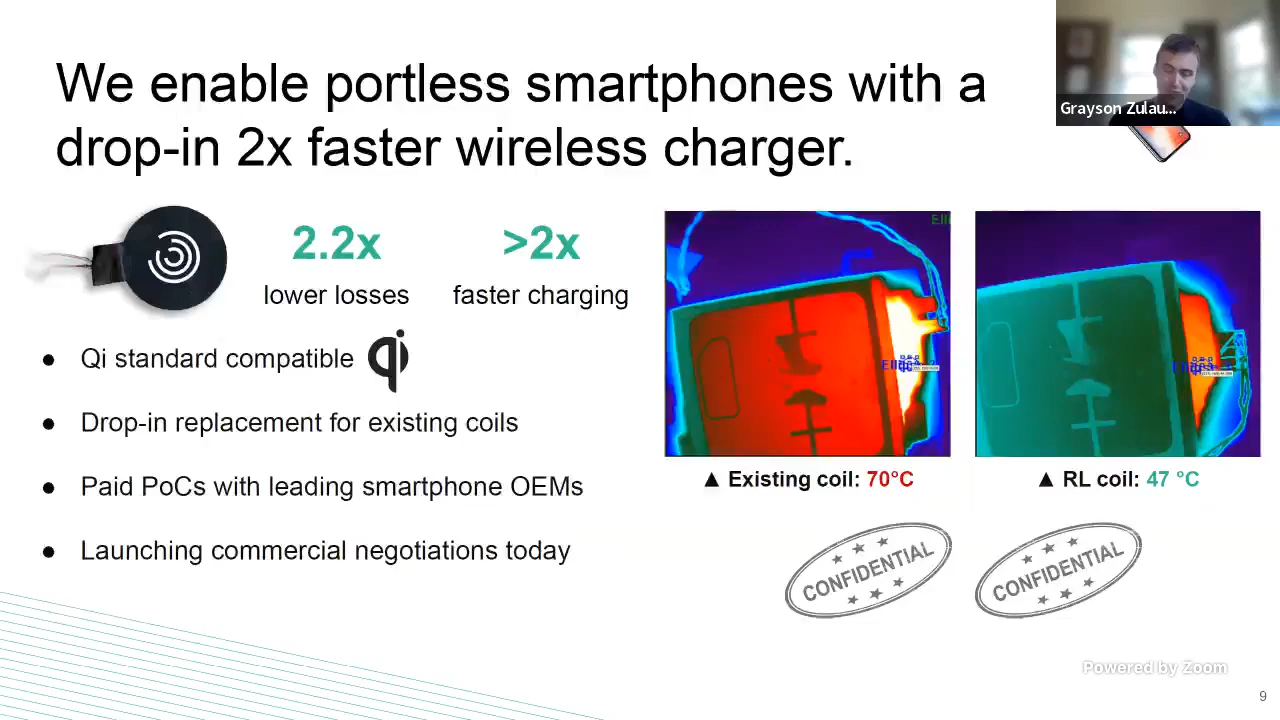 We enable portless smartphones with a
drop-in 2x faster wireless charger.
Grayson Zulau...
2.2x
lower losses
>2x
faster charging
● Qi standard compatible
qi
● Drop-in replacement for existing coils
● Paid PoCs with leading smartphone OEMs
● Launching commercial negotiations today
▲ Existing coil: 70°C
▲ RL coil: 47 °C
CONFIDENTIAL
CONFIDENTIAL
Powered by Zoom
9